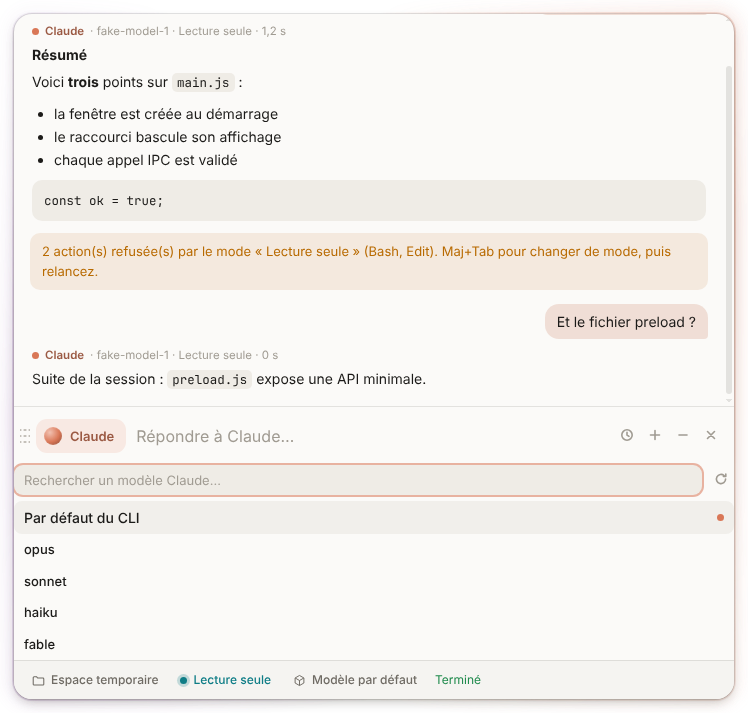 Claude · fake-model-1 · Lecture seule · 1,2 s
Résumé
Voici trois points sur main.js :
la fenêtre est créée au démarrage
le raccourci bascule son affichage
chaque appel IPC est validé
const ok = true;
2 action(s) refusée(s) par le mode « Lecture seule » (Bash, Edit). Maj+Tab pour changer de mode, puis
relancez.
Et le fichier preload ?
Claude · fake-model-1 · Lecture seule · 0 s
Suite de la session : preload.js expose une API minimale.
Claude Répondre à Claude...
Rechercher un modèle Claude...
Par défaut du CLI
opus
sonnet
haiku
fable
Espace temporaire Lecture seule Modèle par défaut Terminé